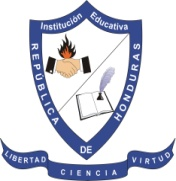 Institución Educativa
REPÚBLICA
DE
HONDURAS
LIBERTAD
CIENCIA
VIRTUD